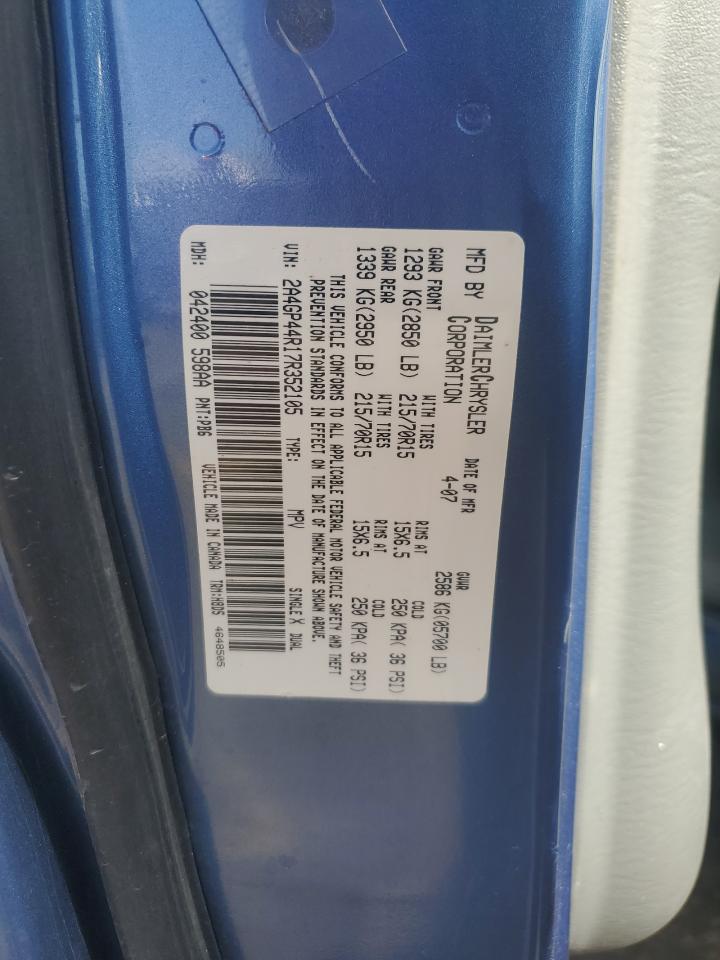 MFD BY DAIMLERCHRYSLER CORPORATION
DATE OF MFR 4-07
GVWR 2586 KG(05700 LB)
GAWR FRONT WITH TIRES RIMS AT COLD
1293 KG(2850 LB) 215/70R15 15X6.5 250 KPA( 36 PSI)
GAWR REAR WITH TIRES RIMS AT COLD
1339 KG(2950 LB) 215/70R15 15X6.5 250 KPA( 36 PSI)
THIS VEHICLE CONFORMS TO ALL APPLICABLE FEDERAL MOTOR VEHICLE SAFETY AND THEFT
PREVENTION STANDARDS IN EFFECT ON THE DATE OF MANUFACTURE SHOWN ABOVE.
VIN: 2A4GP44R17R352105 TYPE: MPV SINGLE X DUAL
MDH: 042400 598AA PNT:PB6 VEHICLE MADE IN CANADA TRM:H8D5 4648505